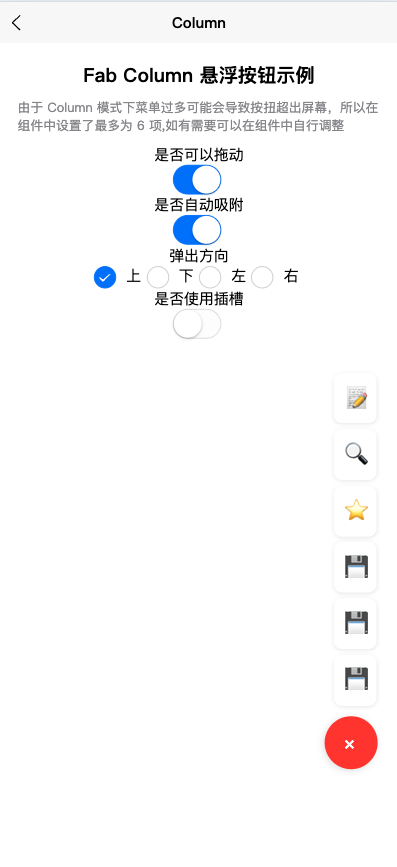 Column
Fab Column 悬浮按钮示例
由于 Column 模式下菜单过多可能会导致按扭超出屏幕，所以在
组件中设置了最多为 6 项,如有需要可以在组件中自行调整
是否可以拖动
是否自动吸附
弹出方向
上 下 左 右
是否使用插槽
×